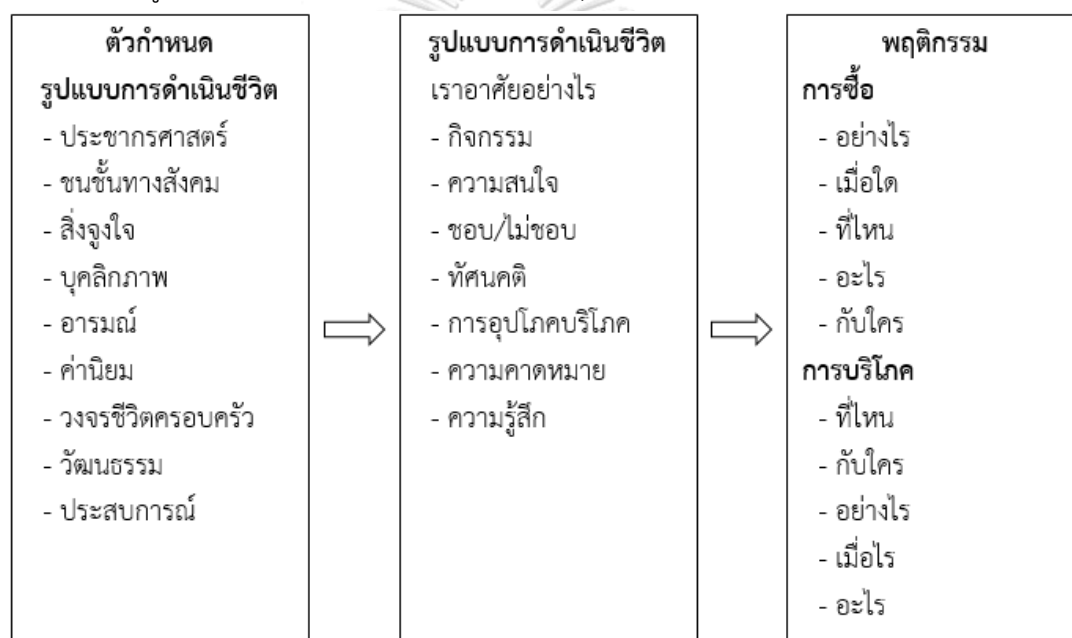 ตัวกำหนด
รูปแบบการดำเนินชีวิต
- ประชากรศาสตร์
- ชนชั้นทางสังคม
- สิ่งจูงใจ
- บุคลิกภาพ
- อารมณ์
- ค่านิยม
- วงจรชีวิตครอบครัว
- วัฒนธรรม
- ประสบการณ์
รูปแบบการดำเนินชีวิต
เราอาศัยอย่างไร
- กิจกรรม
- ความสนใจ
- ชอบ/ไม่ชอบ
- ทัศนคติ
- การอุปโภคบริโภค
- ความคาดหมาย
- ความรู้สึก
พฤติกรรม
การซื้อ
- อย่างไร
- เมื่อใด
- ที่ไหน
- อะไร
- กับใคร
การบริโภค
- ที่ไหน
- กับใคร
- อย่างไร
- เมื่อไร
- อะไร